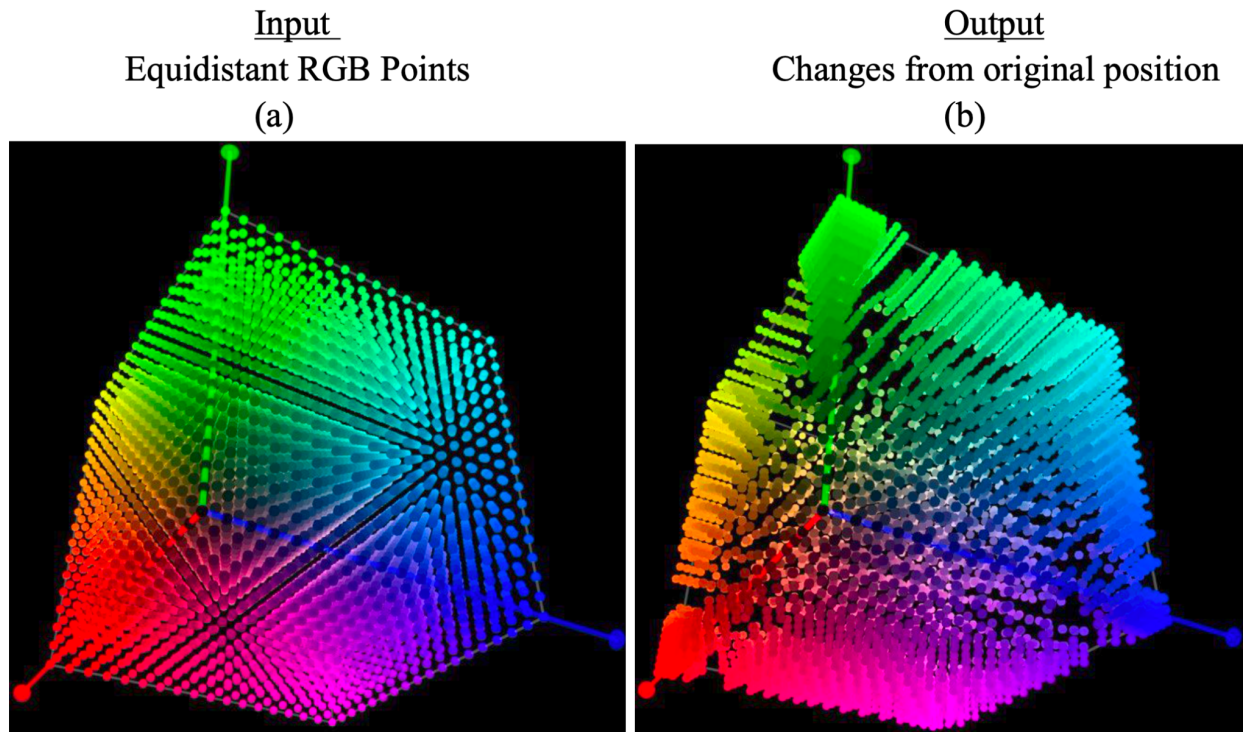 Input
Equidistant RGB Points
(a)
Output
Changes from original position
(b)